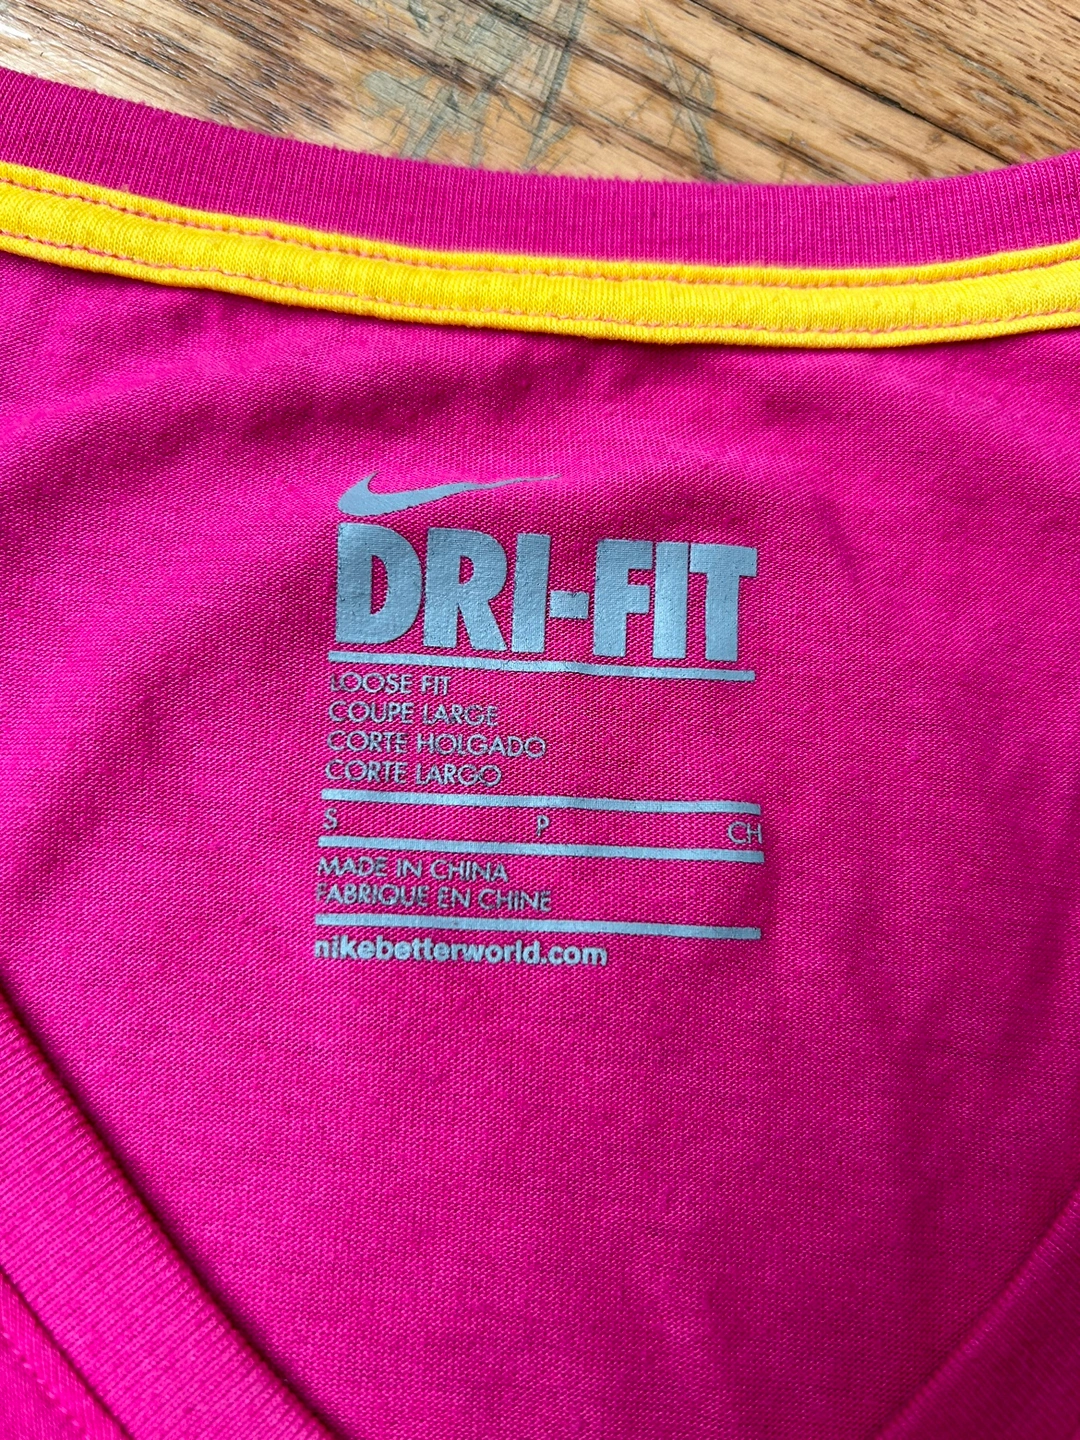 DRI-FIT
LOOSE FIT
COUPE LARGE
CORTE HOLGADO
CORTE LARGO
S P CH
MADE IN CHINA
FABRIQUE EN CHINE
nikebetterworld.com